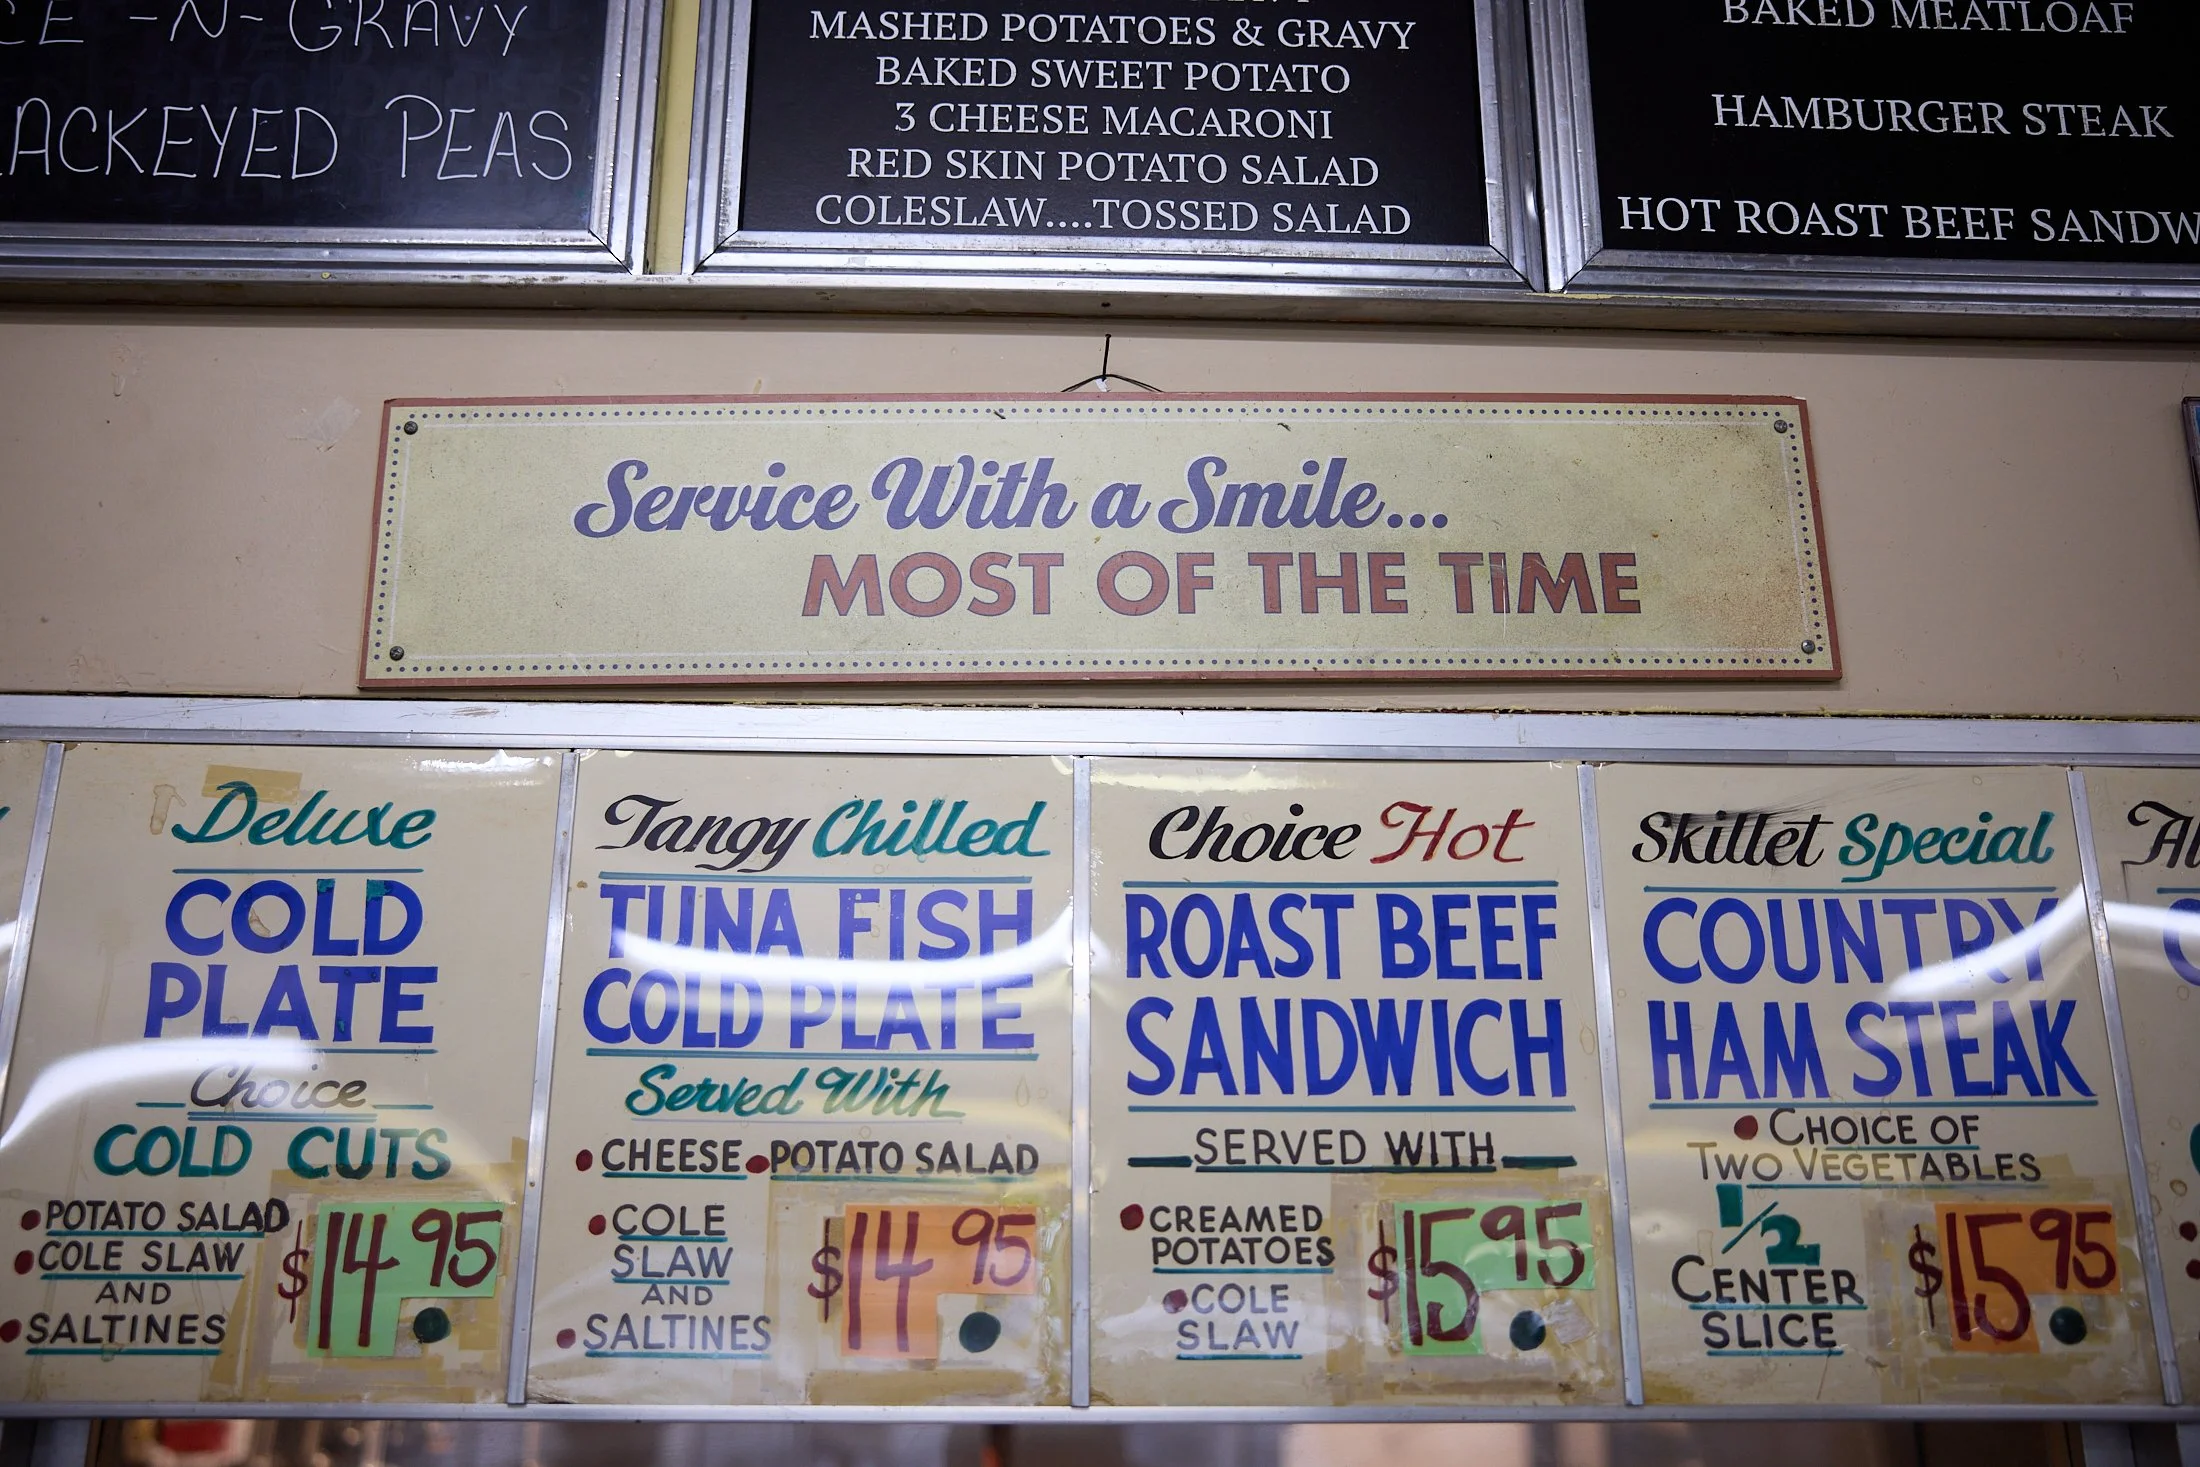 -N- GRAVY
PEAS
MASHED POTATOES & GRAVY
BAKED SWEET POTATO
3 CHEESE MACARONI
RED SKIN POTATO SALAD
COLESLAW....TOSSED SALAD
BAKED MEATLOAF
HAMBURGER STEAK
HOT ROAST BEEF
Service With a Smile...
MOST OF THE TIME
Deluxe
COLD
PLATE
Choice
COLD CUTS
POTATO SALAD
COLE SLAW
AND
SALTINES
$14.95
Tangy Chilled
TUNA FISH
COLD PLATE
Served With
CHEESE POTATO SALAD
COLE
SLAW
AND
SALTINES
$14.95
Choice Hot
ROAST BEEF
SANDWICH
SERVED WITH
CREAMED
POTATOES
COLE
SLAW
$15.95
Skillet Special
COUNTRY
HAM STEAK
CHOICE OF
TWO VEGETABLES
1/2
CENTER
SLICE
$15.95